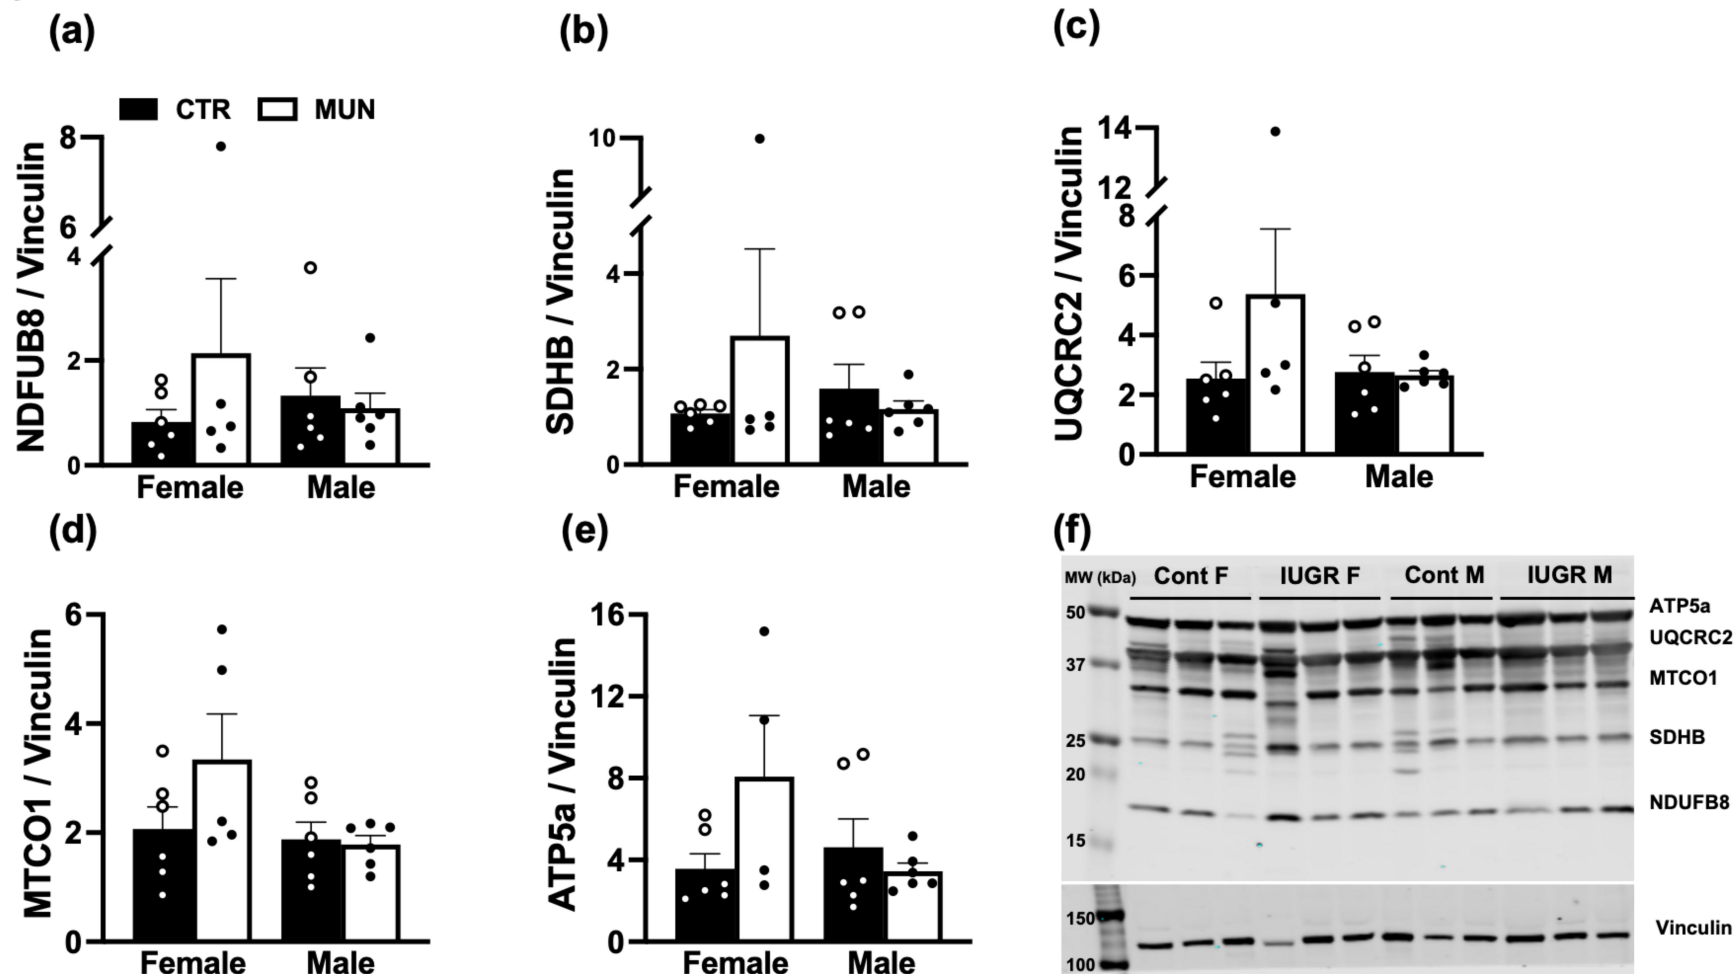 (a)
CTR MUN
NDFUB8 / Vinculin
8
6
4
2
0
Female Male
(b)
SDHB / Vinculin
10
4
2
0
Female Male
(c)
UQCRC2 / Vinculin
14
12
8
6
4
2
0
Female Male
(d)
MTCO1 / Vinculin
6
4
2
0
Female Male
(e)
ATP5a / Vinculin
16
12
8
4
0
Female Male
(f)
MW (kDa) Cont F IUGR F Cont M IUGR M
50 ATP5a
UQCRC2
37
MTCO1
25 SDHB
20
NDUFB8
15
150
Vinculin
100